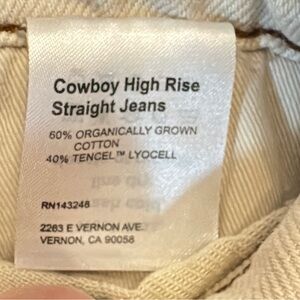 Cowboy High Rise
Straight Jeans
60% ORGANICALLY GROWN
COTTON
40% TENCEL™ LYOCELL
RN143248
2263 E VERNON AVE.
VERNON, CA 90058